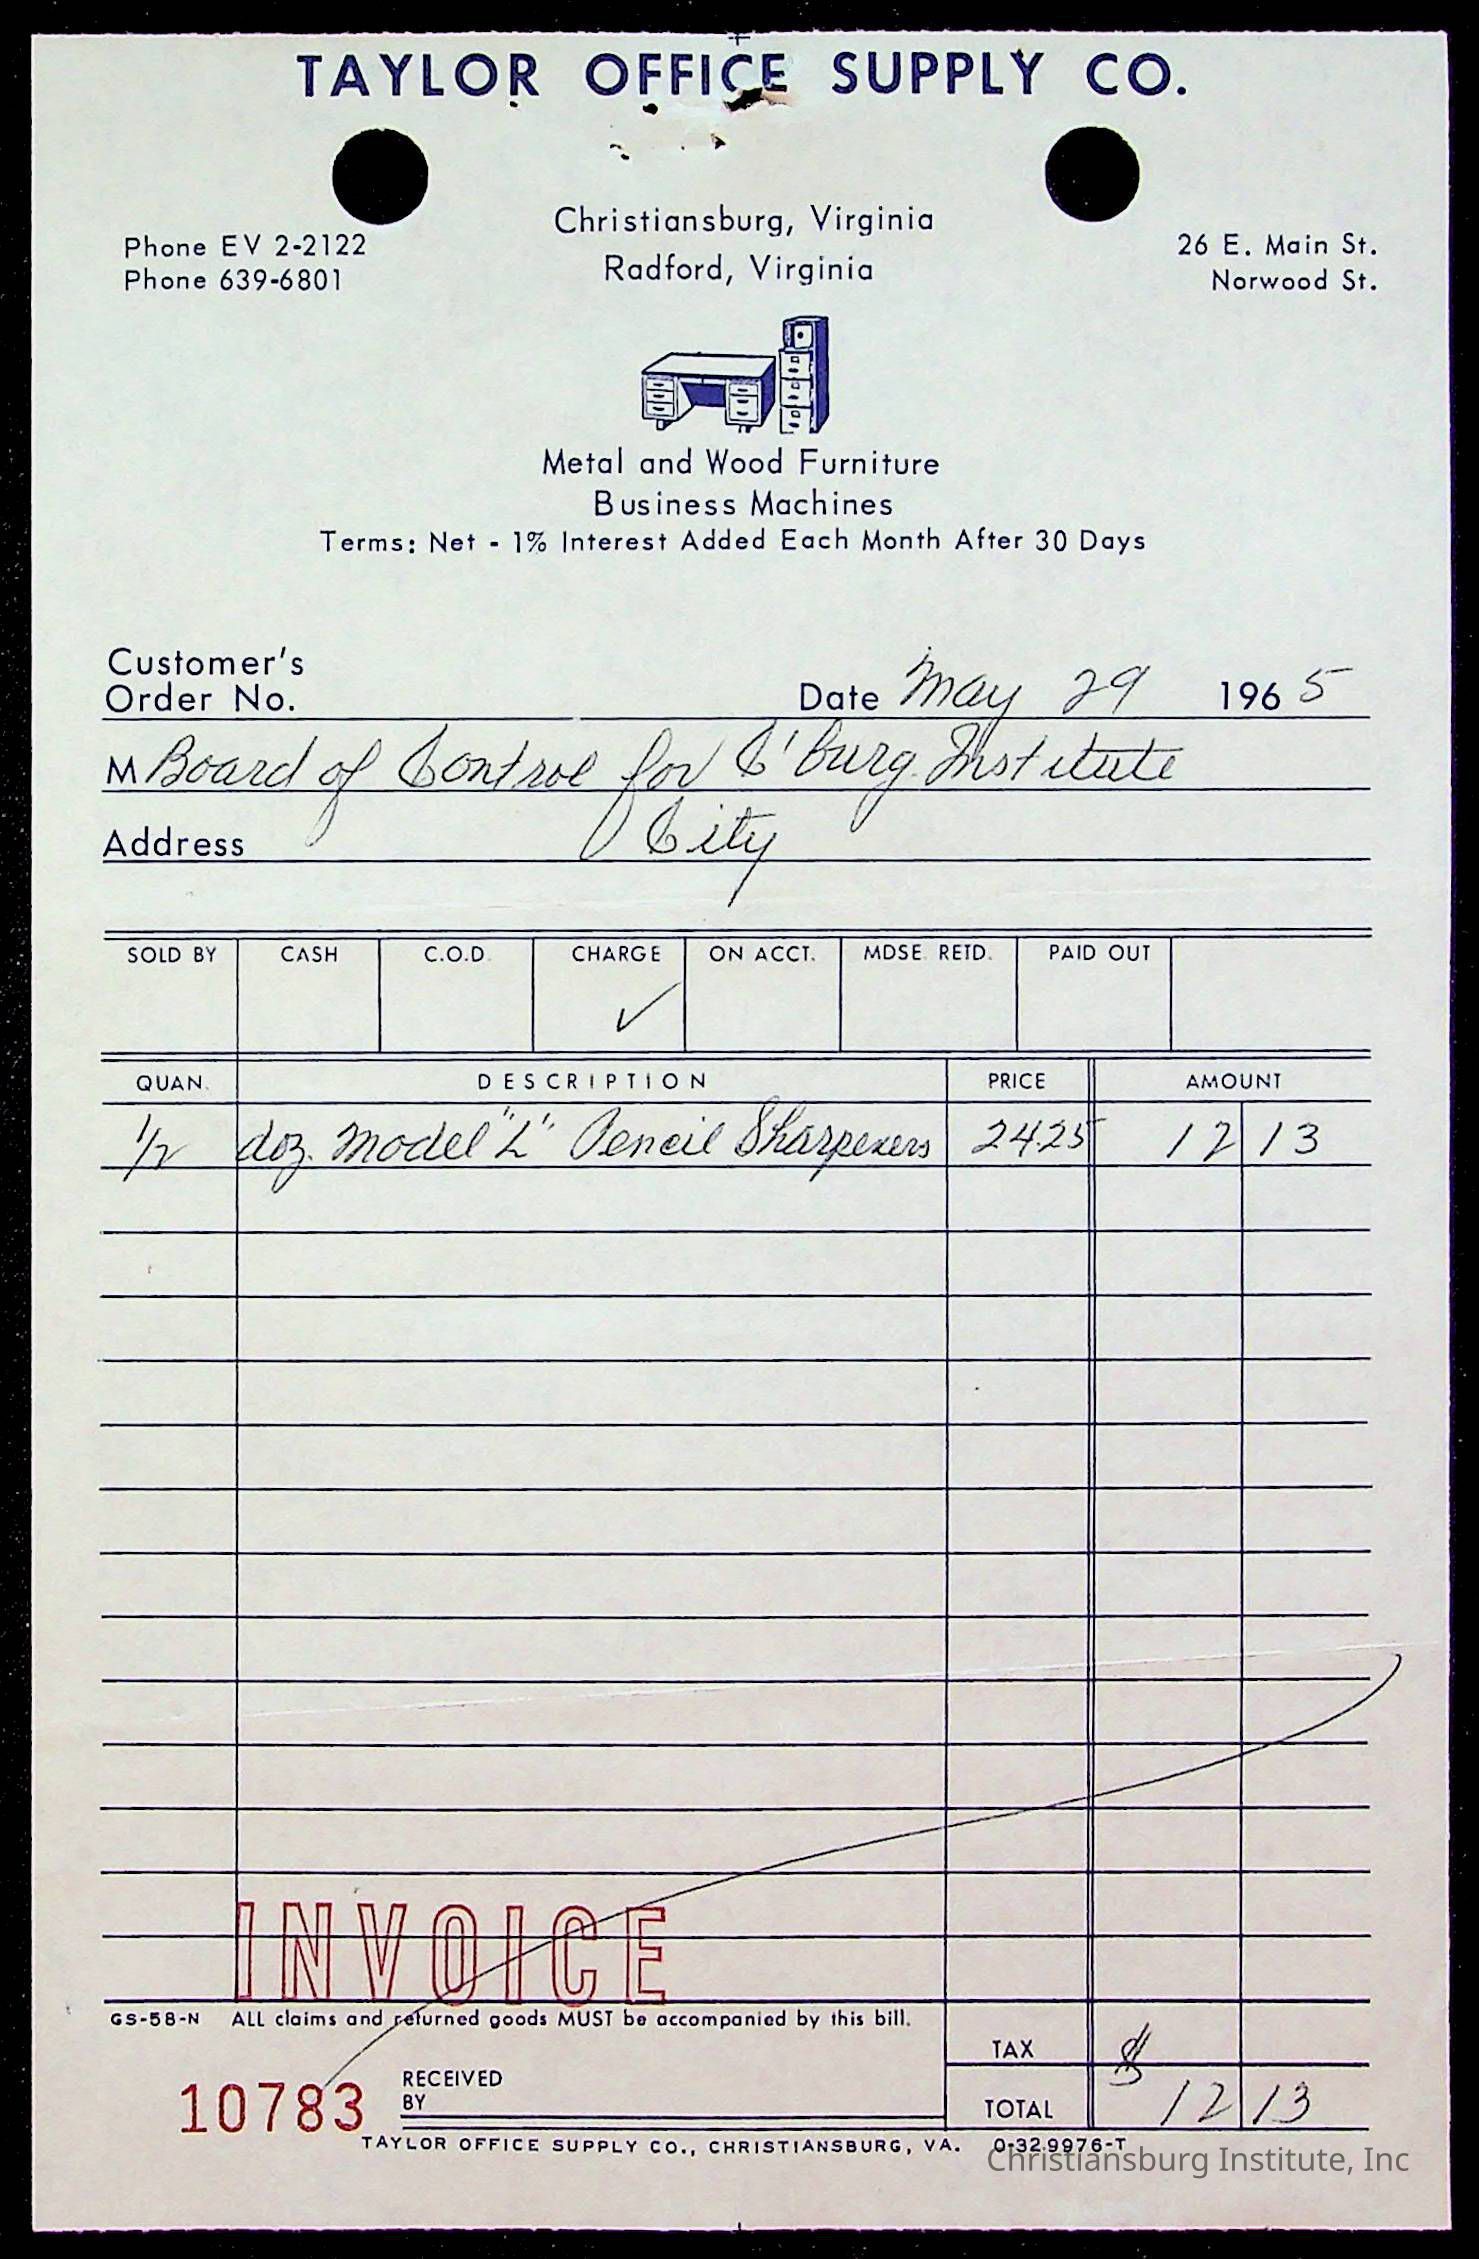 TAYLOR OFFICE SUPPLY CO.
Christiansburg, Virginia
Phone EV 2-2122
26 E. Main St.
Radford, Virginia
Phone 639-6801
Norwood St.
Metal and Wood Furniture
Business Machines
Terms: Net - 1% Interest Added Each Month After 30 Days
Customer's
Order No.
Date May 29 1965
M Board of Control for C'burg. Institute
Address City
SOLD BY CASH C.O.D. CHARGE ON ACCT. MDSE. RETD. PAID OUT
✓
QUAN. DESCRIPTION PRICE AMOUNT
1/2 doz. Model "L" Pencil Sharpeners 24.25 12 13
INVOICE
GS-58-N ALL claims and returned goods MUST be accompanied by this bill.
TAX
10783 RECEIVED
BY
TOTAL $ 12 13
TAYLOR OFFICE SUPPLY CO., CHRISTIANSBURG, VA. O-32.9976-T
Christiansburg Institute, Inc